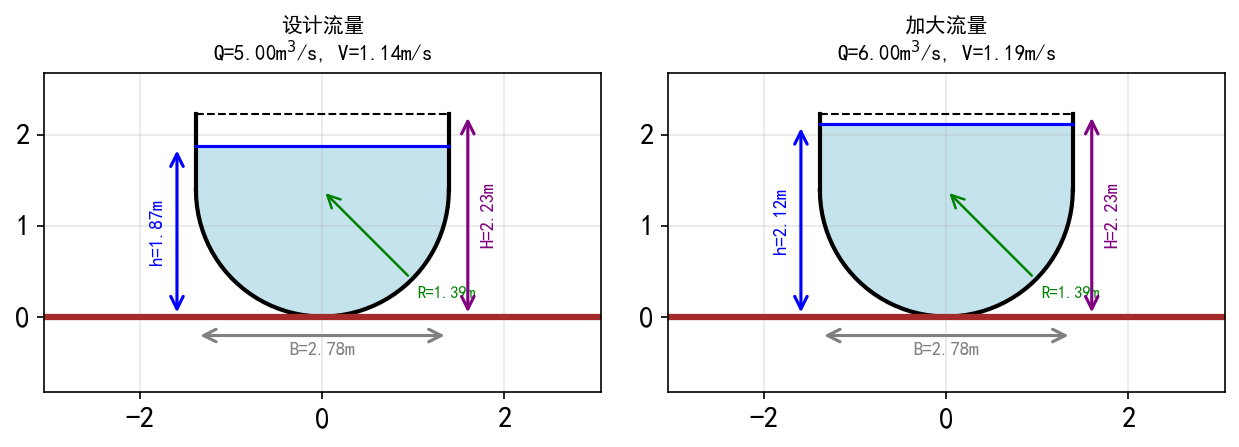 设计流量
Q=5.00m³/s, V=1.14m/s
2
1
0
h=1.87m
H=2.23m
R=1.39m
B=2.78m
−2
0
2
加大流量
Q=6.00m³/s, V=1.19m/s
2
1
0
h=2.12m
H=2.23m
R=1.39m
B=2.78m
−2
0
2